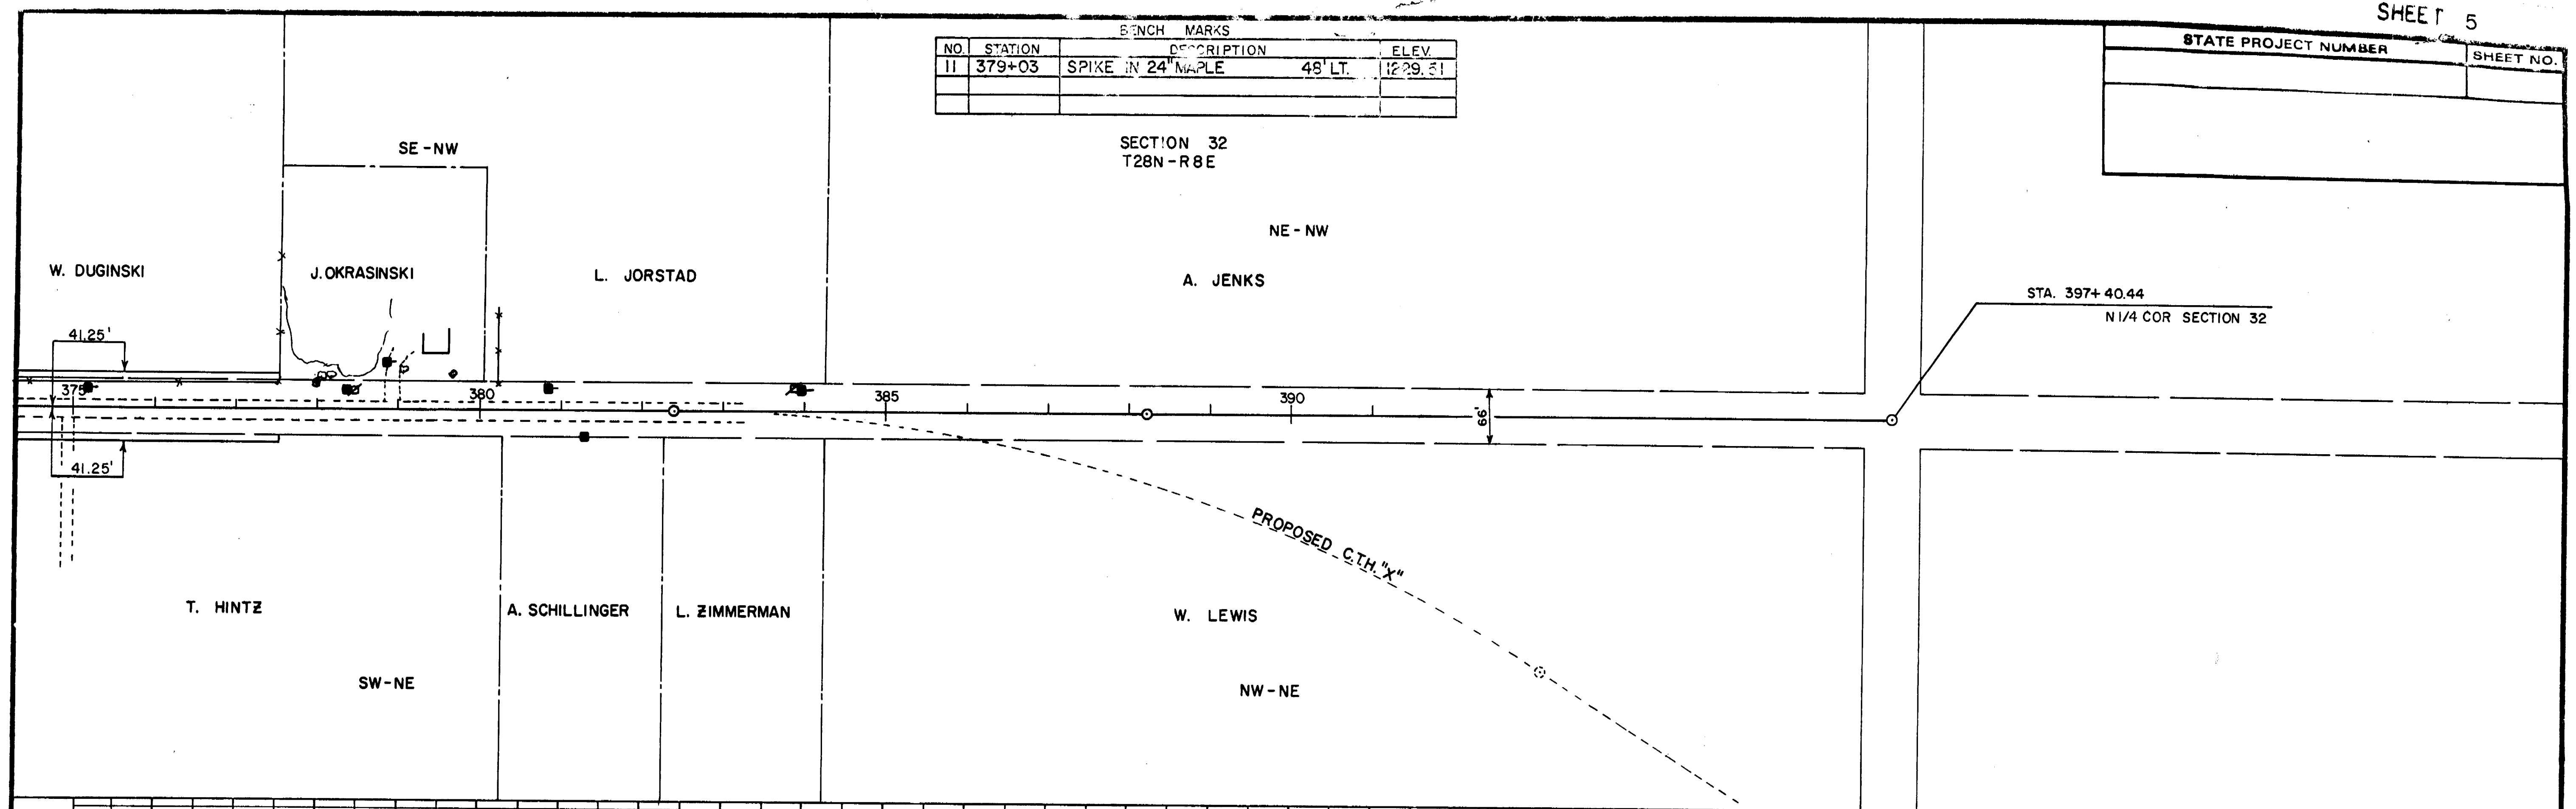 SHEET 5
STATE PROJECT NUMBER SHEET NO.
BENCH MARKS
NO. STATION DESCRIPTION ELEV.
11 379+03 SPIKE IN 24" MAPLE 48' LT.
SECTION 32
T28N-R8E
SE-NW
NE-NW
W. DUGINSKI
J. OKRASINSKI
L. JORSTAD
A. JENKS
STA. 397+40.44
N 1/4 COR SECTION 32
41.25'
375
380
385
390
66'
41.25'
PROPOSED C.T.H. "X"
T. HINTZ
A. SCHILLINGER
L. ZIMMERMAN
W. LEWIS
SW-NE
NW-NE